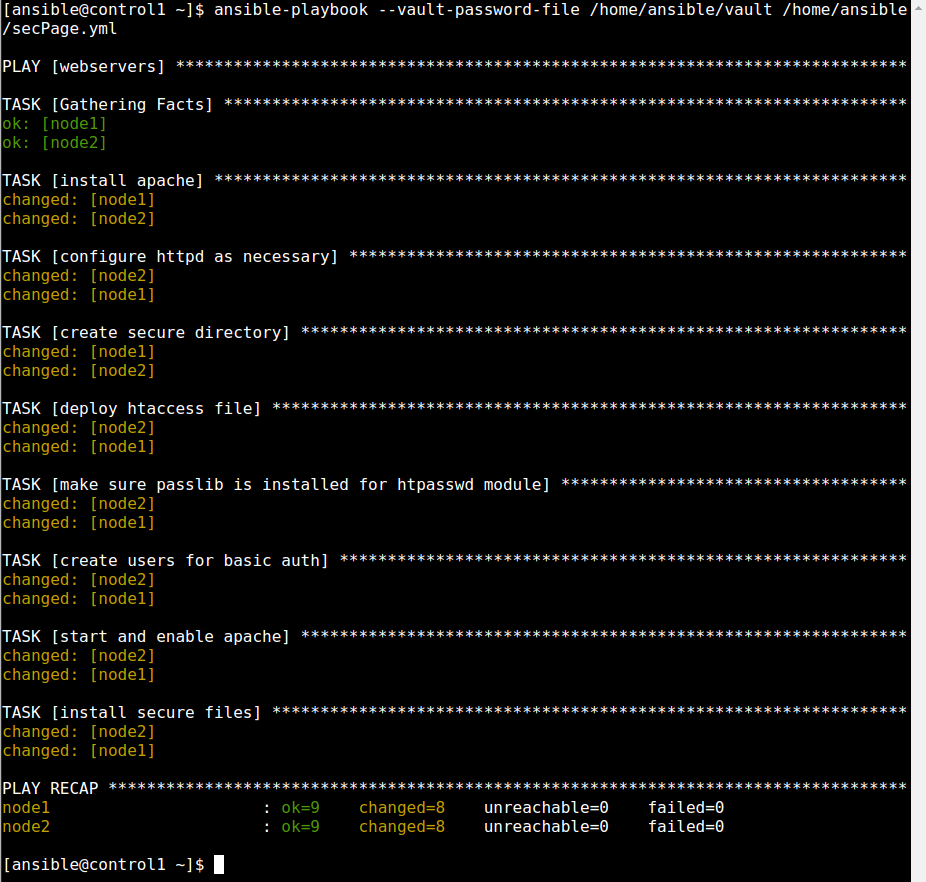 [ansible@control1 ~]$ ansible-playbook --vault-password-file /home/ansible/vault /home/ansible
/secPage.yml
PLAY [webservers] ****************************************************************************
TASK [Gathering Facts] ***********************************************************************
ok: [node1]
ok: [node2]
TASK [install apache] ************************************************************************
changed: [node1]
changed: [node2]
TASK [configure httpd as necessary] **********************************************************
changed: [node2]
changed: [node1]
TASK [create secure directory] ***************************************************************
changed: [node1]
changed: [node2]
TASK [deploy htaccess file] ******************************************************************
changed: [node2]
changed: [node1]
TASK [make sure passlib is installed for htpasswd module] ************************************
changed: [node2]
changed: [node1]
TASK [create users for basic auth] ***********************************************************
changed: [node2]
changed: [node1]
TASK [start and enable apache] ***************************************************************
changed: [node2]
changed: [node1]
TASK [install secure files] ******************************************************************
changed: [node2]
changed: [node1]
PLAY RECAP ***********************************************************************************
node1                      : ok=9    changed=8    unreachable=0    failed=0
node2                      : ok=9    changed=8    unreachable=0    failed=0
[ansible@control1 ~]$